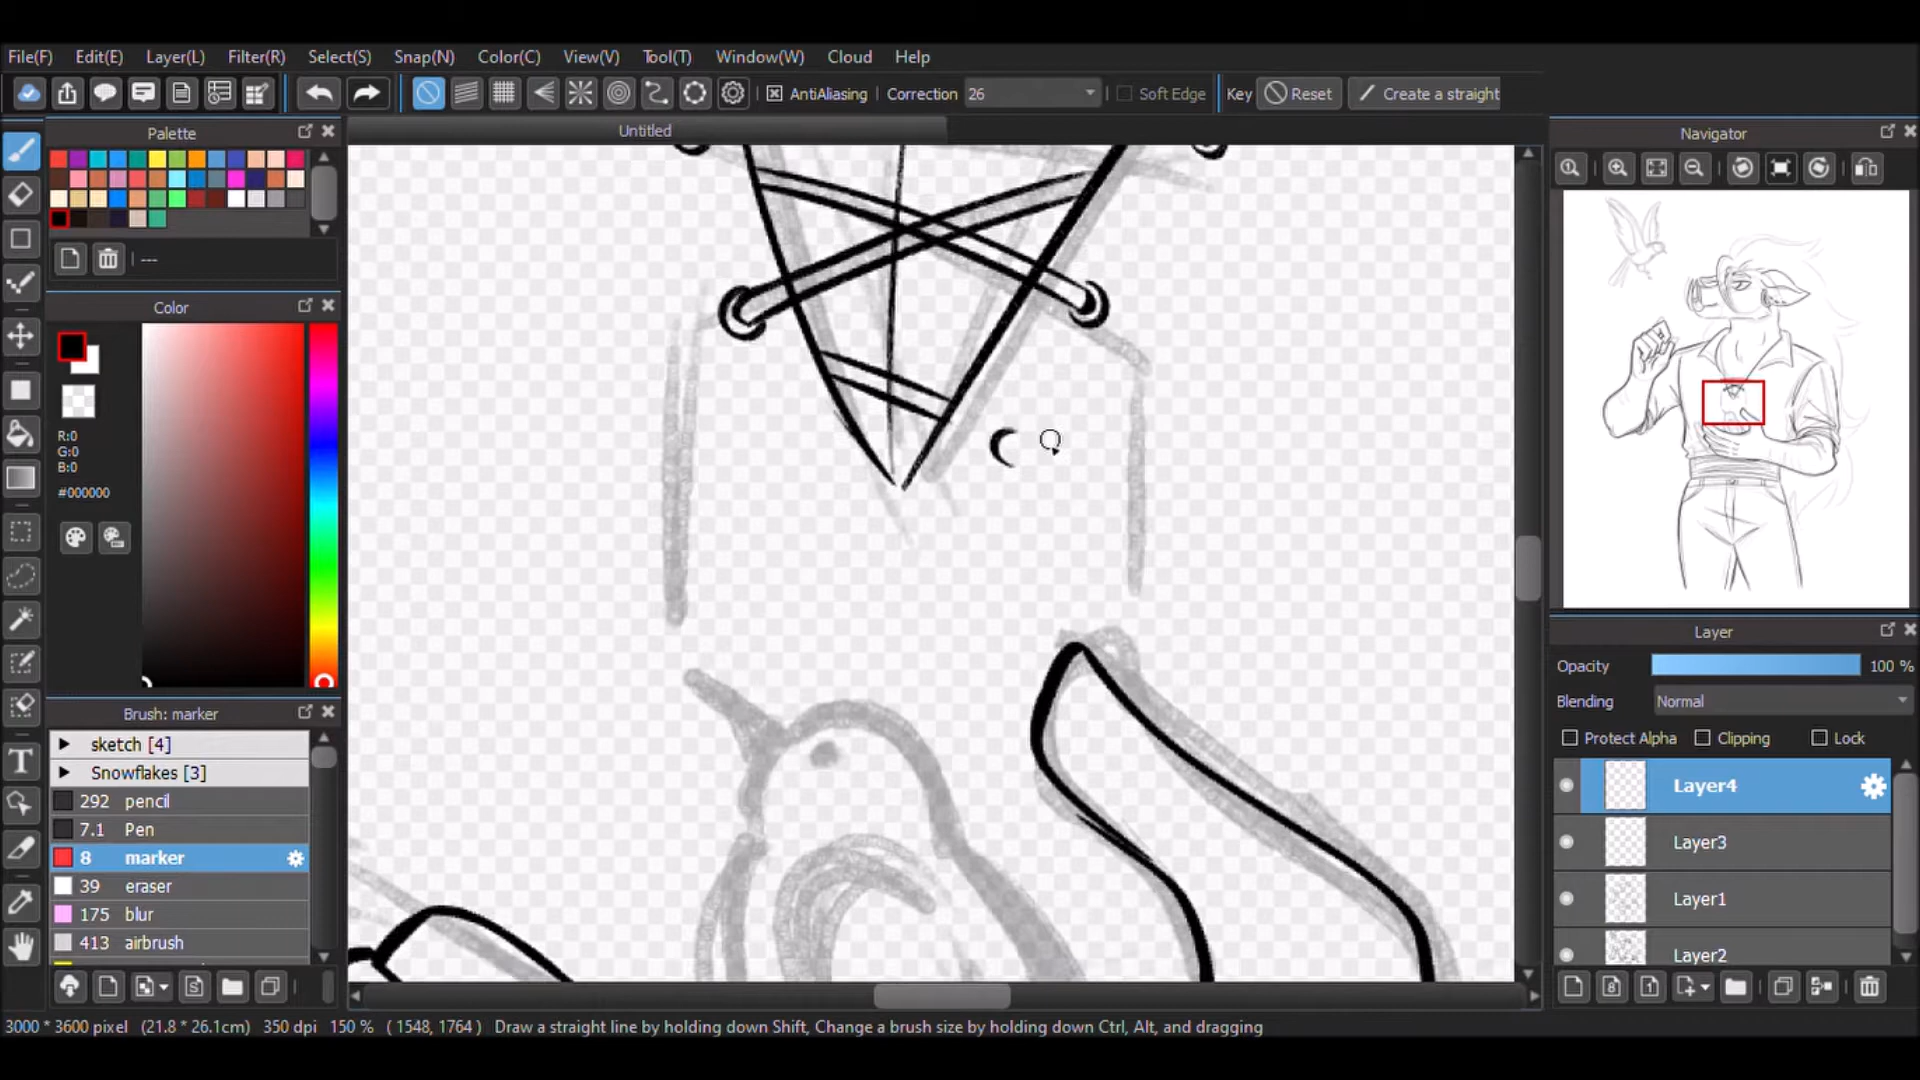 File(F) Edit(E) Layer(L) Filter(R) Select(S) Snap(N) Color(C) View(V) Tool(T) Window(W) Cloud Help
AntiAliasing Correction 26 Soft Edge Key Reset Create a straight
Palette
Untitled
Navigator
---
Color
R:0
G:0
B:0
#000000
Layer
Opacity 100 %
Blending Normal
Protect Alpha Clipping Lock
Layer4
Layer3
Layer1
Layer2
Brush: marker
sketch [4]
Snowflakes [3]
292 pencil
7.1 Pen
8 marker
39 eraser
175 blur
413 airbrush
3000 * 3600 pixel (21.8 * 26.1cm) 350 dpi 150 % ( 1548, 1764 ) Draw a straight line by holding down Shift, Change a brush size by holding down Ctrl, Alt, and dragging